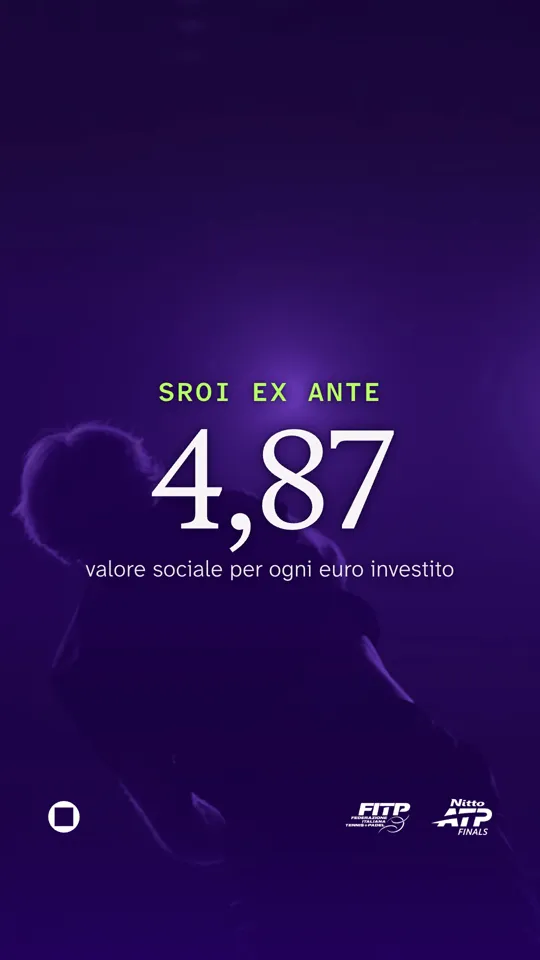 SROI EX ANTE
4,87
valore sociale per ogni euro investito
FITP
FEDERAZIONE
ITALIANA
TENNIS E PADEL
Nitto
ATP
FINALS